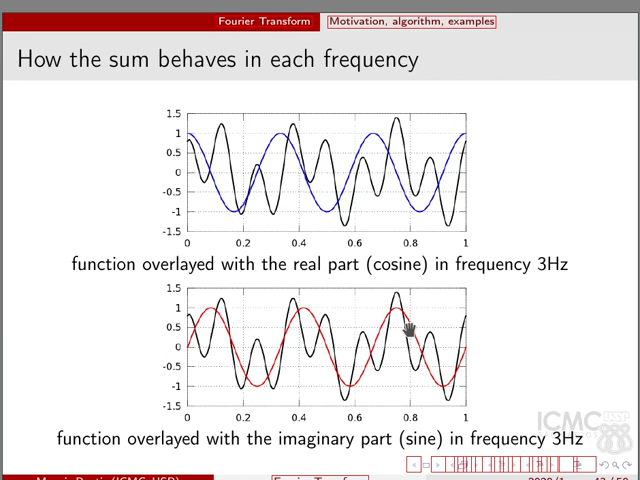 Fourier Transform Motivation, algorithm, examples
How the sum behaves in each frequency
1.5
1
0.5
0
-0.5
-1
-1.5
0 0.2 0.4 0.6 0.8 1
function overlayed with the real part (cosine) in frequency 3Hz
1.5
1
0.5
0
-0.5
-1
-1.5
0 0.2 0.4 0.6 0.8 1
ICMC USP
function overlayed with the imaginary part (sine) in frequency 3Hz